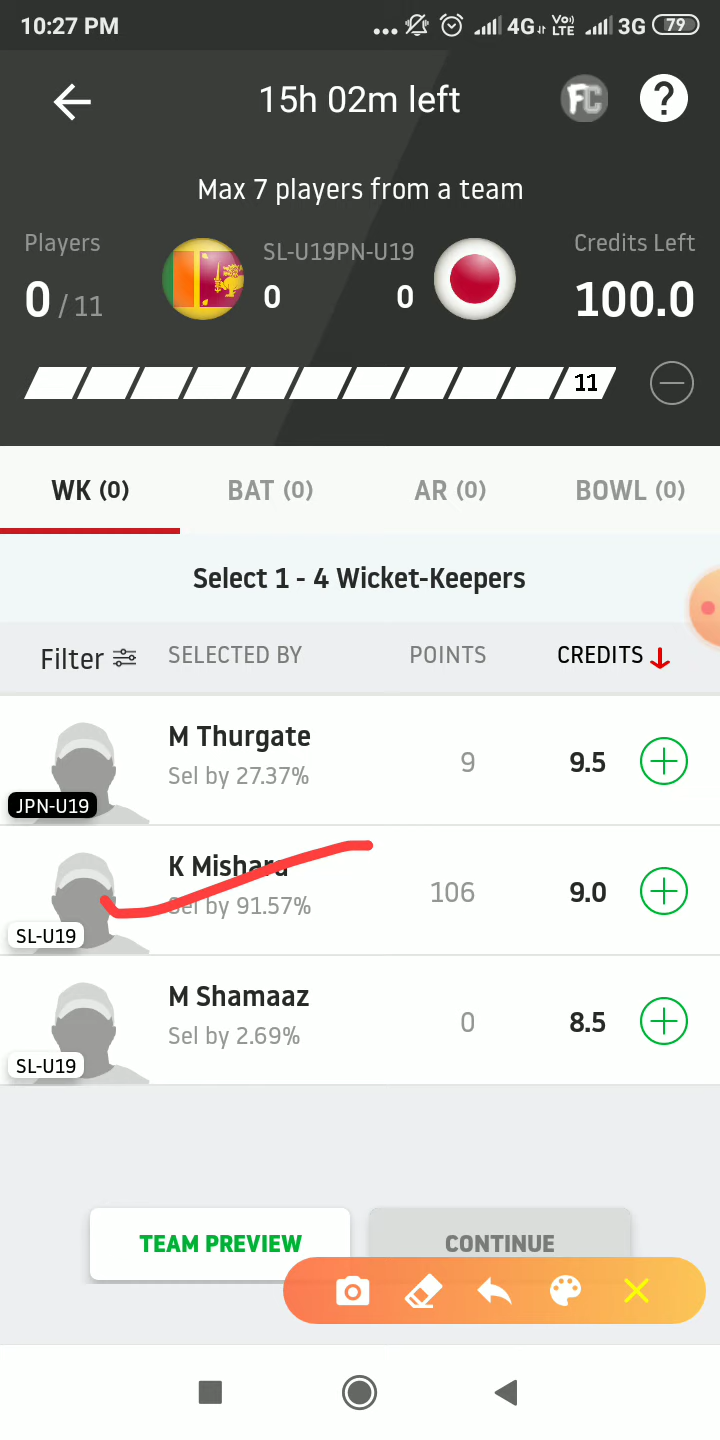 10:27 PM
4G
Vo) LTE
3G
79
15h 02m left
FC
?
Max 7 players from a team
Players
SL-U19PN-U19
Credits Left
0 / 11
0
0
100.0
11
WK (0)
BAT (0)
AR (0)
BOWL (0)
Select 1 - 4 Wicket-Keepers
Filter
SELECTED BY
POINTS
CREDITS
M Thurgate
Sel by 27.37%
9
9.5
JPN-U19
K Mishara
Sel by 91.57%
106
9.0
SL-U19
M Shamaaz
Sel by 2.69%
0
8.5
SL-U19
TEAM PREVIEW
CONTINUE